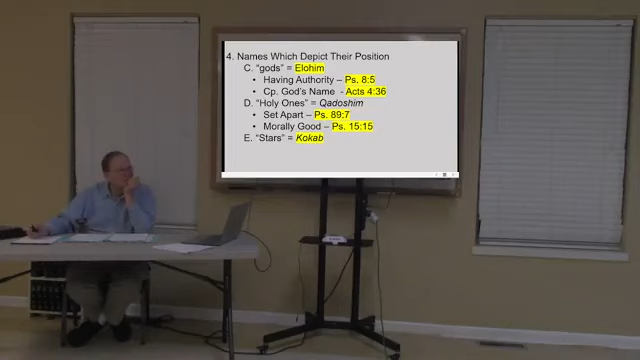 4. Names Which Depict Their Position
C. “gods” = Elohim
• Having Authority – Ps. 8:5
• Cp. God’s Name - Acts 4:36
D. “Holy Ones” = Qadoshim
• Set Apart – Ps. 89:7
• Morally Good – Ps. 15:15
E. “Stars” = Kokab